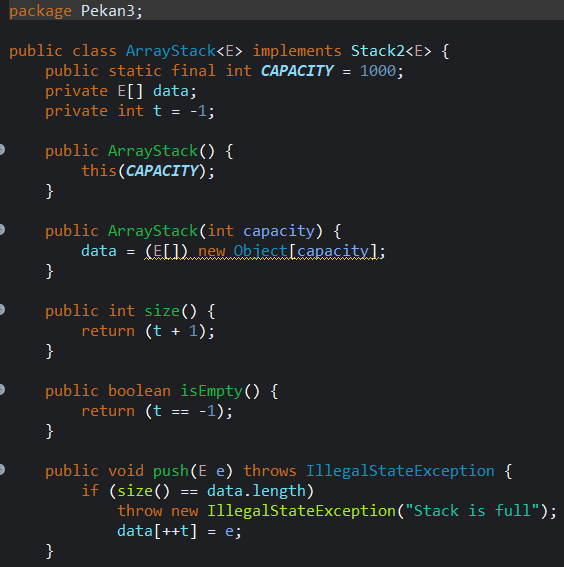 package Pekan3;
public class ArrayStack<E> implements Stack2<E> {
    public static final int CAPACITY = 1000;
    private E[] data;
    private int t = -1;
    public ArrayStack() {
        this(CAPACITY);
    }
    public ArrayStack(int capacity) {
        data = (E[]) new Object[capacity];
    }
    public int size() {
        return (t + 1);
    }
    public boolean isEmpty() {
        return (t == -1);
    }
    public void push(E e) throws IllegalStateException {
        if (size() == data.length)
            throw new IllegalStateException("Stack is full");
            data[++t] = e;
    }